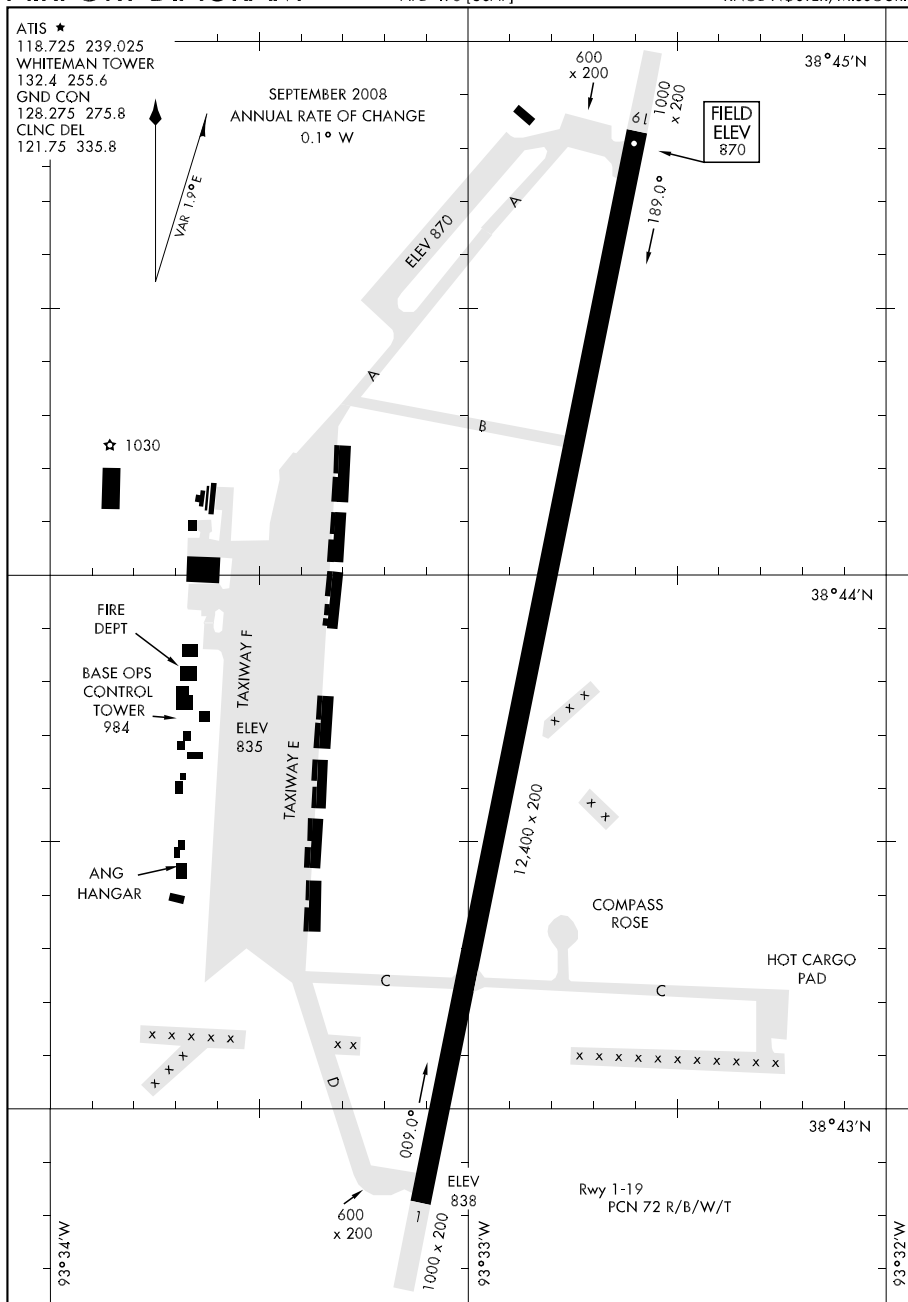 ATIS ★
118.725 239.025
WHITEMAN TOWER
132.4 255.6
GND CON
128.275 275.8
CLNC DEL
121.75 335.8
VAR 1.9° E
SEPTEMBER 2008
ANNUAL RATE OF CHANGE
0.1° W
600
x 200
1000
x 200
38°45'N
19
FIELD
ELEV
870
189.0°
ELEV 870
A
A
B
1030
38°44'N
FIRE
DEPT
BASE OPS
CONTROL
TOWER
984
TAXIWAY F
ELEV
835
TAXIWAY E
x x x
x x
12,400 x 200
ANG
HANGAR
COMPASS
ROSE
HOT CARGO
PAD
C
C
x x x x x
x x x
x x
x x x x x x x x x x x
D
009.0°
38°43'N
ELEV
838
1
600
x 200
1000 x 200
Rwy 1-19
PCN 72 R/B/W/T
93°34'W
93°33'W
93°32'W